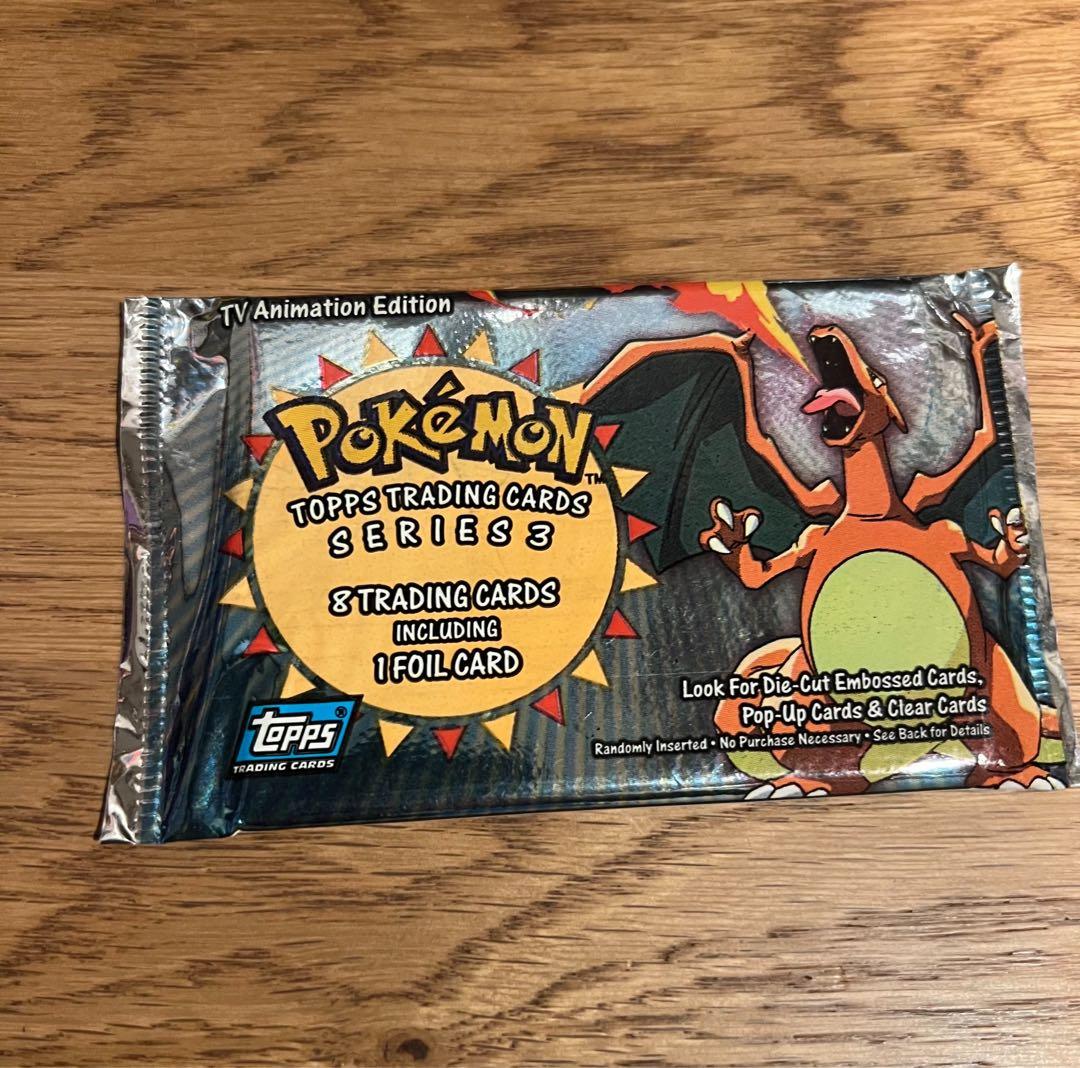 TV Animation Edition
POKéMON™
TOPPS TRADING CARDS
SERIES 3
8 TRADING CARDS
INCLUDING
1 FOIL CARD
topps®
TRADING CARDS
Look For Die-Cut Embossed Cards,
Pop-Up Cards & Clear Cards
Randomly Inserted • No Purchase Necessary • See Back for Details